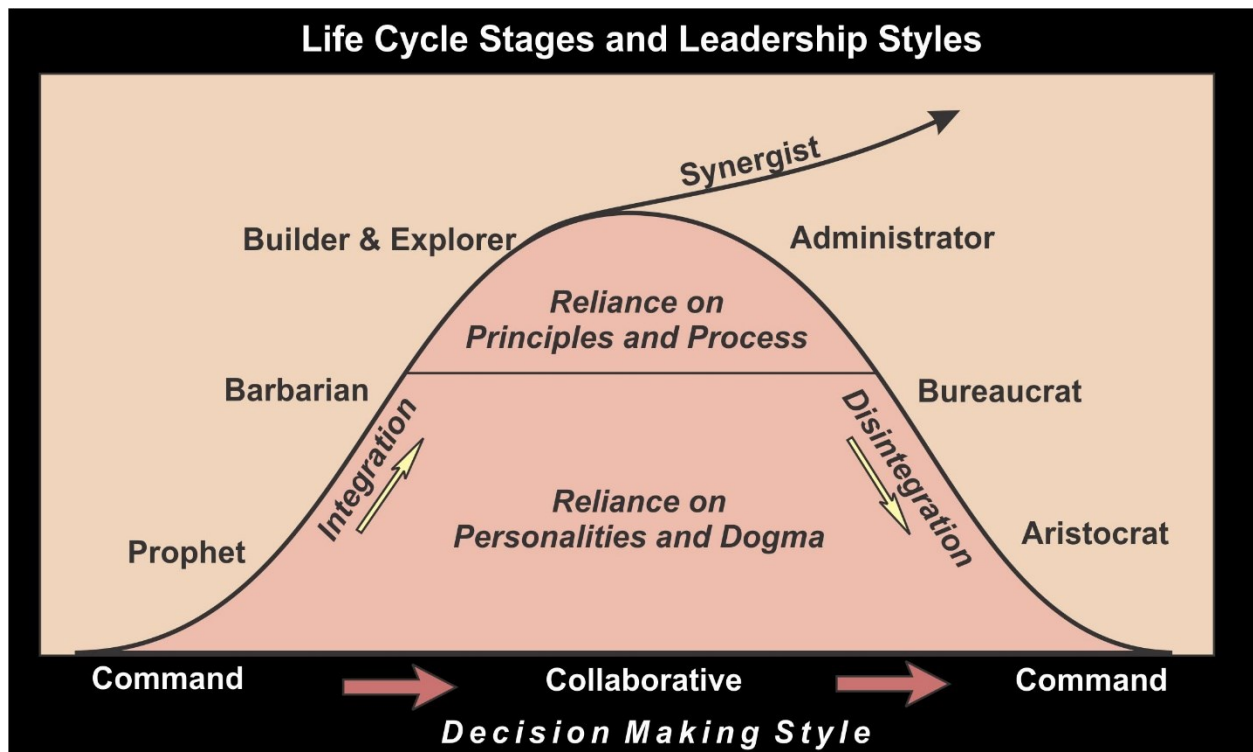 Life Cycle Stages and Leadership Styles
Synergist
Builder & Explorer
Administrator
Reliance on
Principles and Process
Barbarian
Bureaucrat
Integration
Disintegration
Reliance on
Personalities and Dogma
Prophet
Aristocrat
Command
Collaborative
Command
Decision Making Style